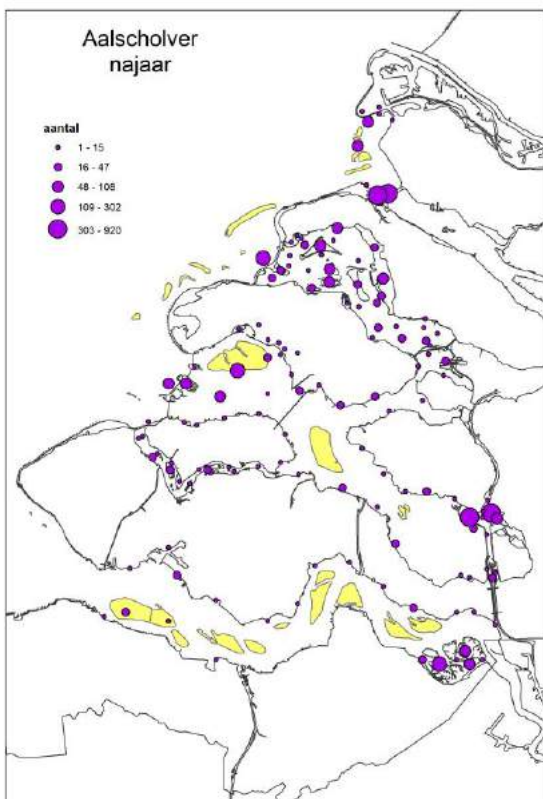 Aalscholver
najaar
aantal
1 - 15
16 - 47
48 - 108
109 - 302
303 - 920